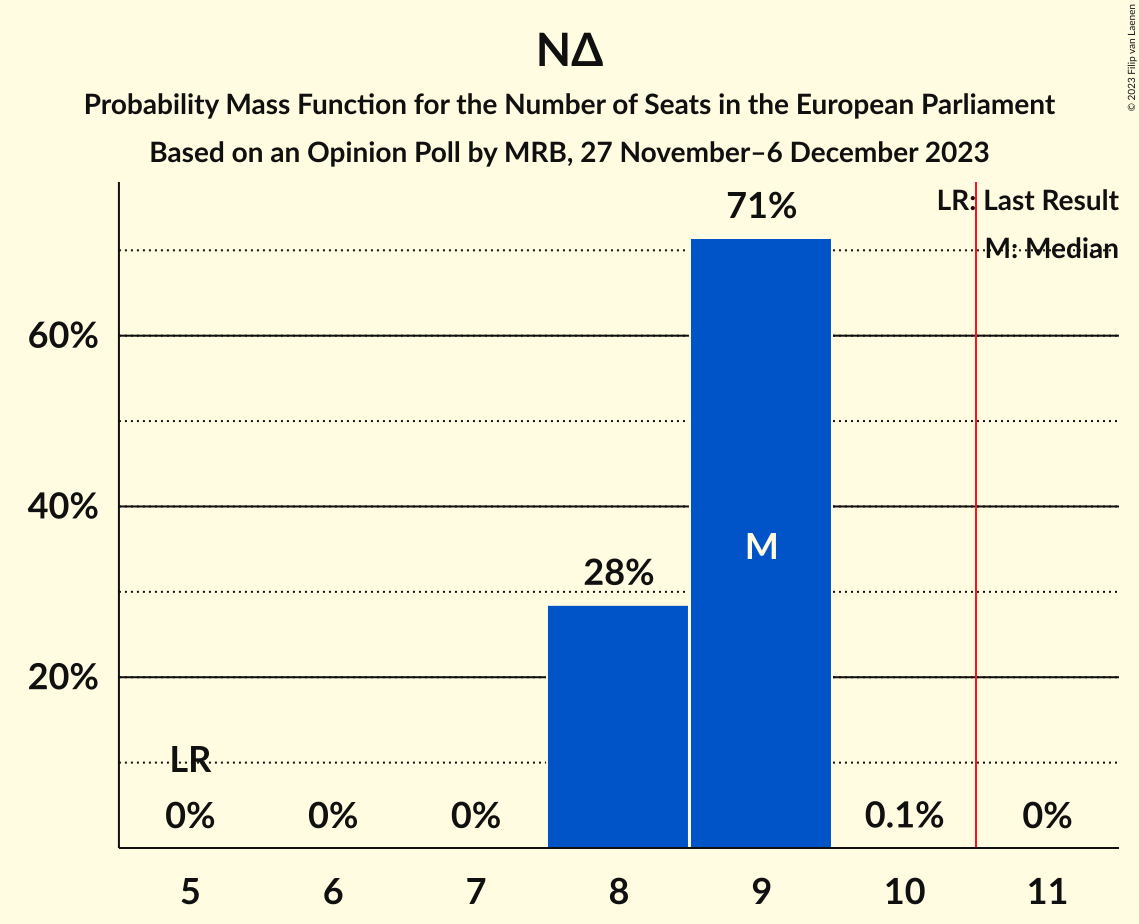 NΔ
Probability Mass Function for the Number of Seats in the European Parliament
Based on an Opinion Poll by MRB, 27 November–6 December 2023
© 2023 Filip van Laenen
LR: Last Result
M: Median
71%
60%
40%
28%
M
20%
LR
0%
0%
0%
0.1%
0%
5
6
7
8
9
10
11